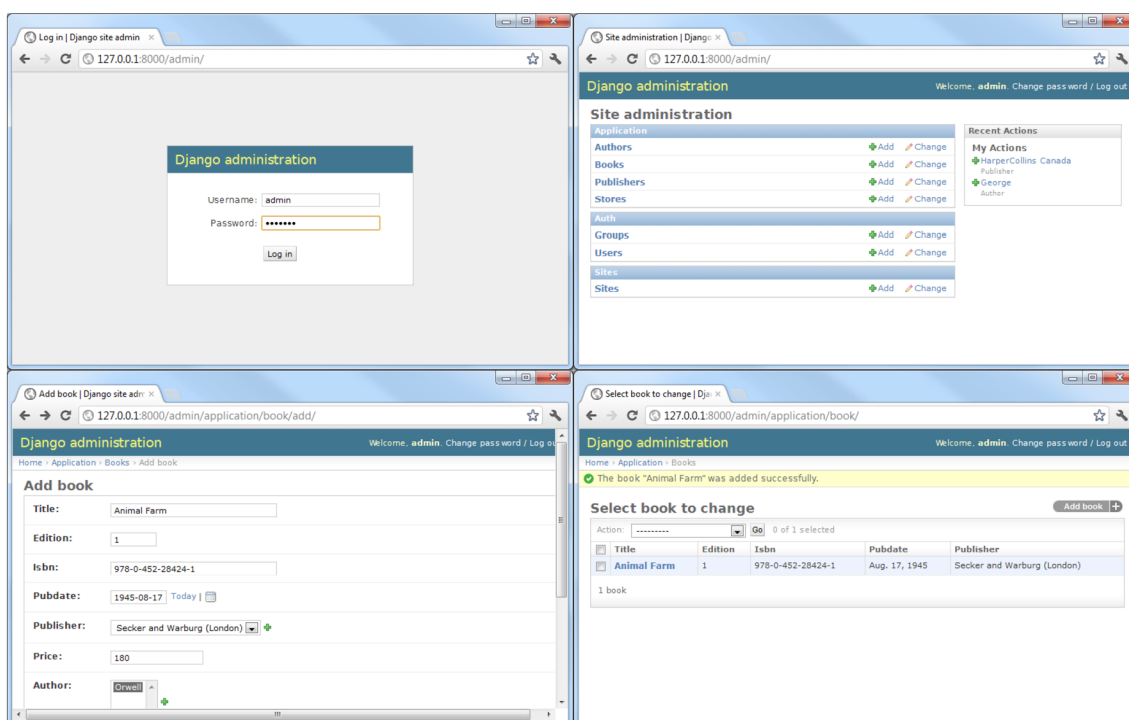 Log in | Django site admin
127.0.0.1:8000/admin/
Django administration
Username: admin
Password: •••••••
Log in
Site administration | Djang
127.0.0.1:8000/admin/
Django administration
Welcome, admin. Change password / Log out
Site administration
Application
Authors Add Change
Books Add Change
Publishers Add Change
Stores Add Change
Auth
Groups Add Change
Users Add Change
Sites
Sites Add Change
Recent Actions
My Actions
HarperCollins Canada
Publisher
George
Author
Add book | Django site adm
127.0.0.1:8000/admin/application/book/add/
Django administration
Welcome, admin. Change password / Log ou
Home › Application › Books › Add book
Add book
Title: Animal Farm
Edition: 1
Isbn: 978-0-452-28424-1
Pubdate: 1945-08-17 Today |
Publisher: Secker and Warburg (London)
Price: 180
Author: Orwell
Select book to change | Dja
127.0.0.1:8000/admin/application/book/
Django administration
Welcome, admin. Change password / Log out
Home › Application › Books
The book "Animal Farm" was added successfully.
Select book to change
Add book +
Action: --------- Go 0 of 1 selected
Title Edition Isbn Pubdate Publisher
Animal Farm 1 978-0-452-28424-1 Aug. 17, 1945 Secker and Warburg (London)
1 book